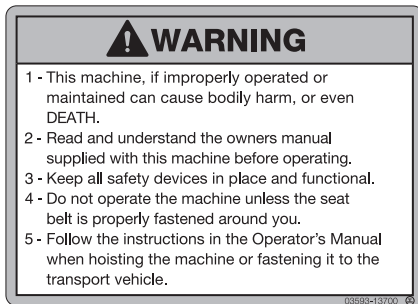 WARNING
1 - This machine, if improperly operated or
maintained can cause bodily harm, or even
DEATH.
2 - Read and understand the owners manual
supplied with this machine before operating.
3 - Keep all safety devices in place and functional.
4 - Do not operate the machine unless the seat
belt is properly fastened around you.
5 - Follow the instructions in the Operator's Manual
when hoisting the machine or fastening it to the
transport vehicle.
03593-13700